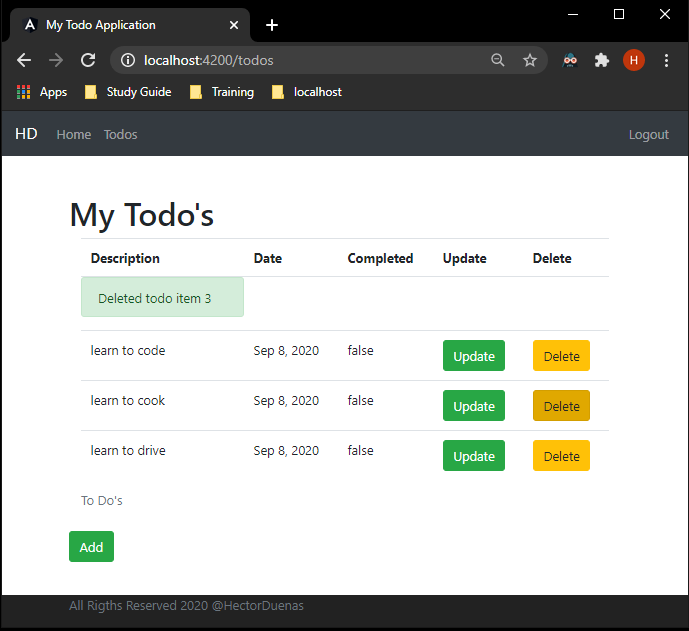 My Todo Application
localhost:4200/todos
H
Apps Study Guide Training localhost
HD Home Todos Logout
My Todo's
Description Date Completed Update Delete
Deleted todo item 3
learn to code Sep 8, 2020 false Update Delete
learn to cook Sep 8, 2020 false Update Delete
learn to drive Sep 8, 2020 false Update Delete
To Do's
Add
All Rigths Reserved 2020 @HectorDuenas